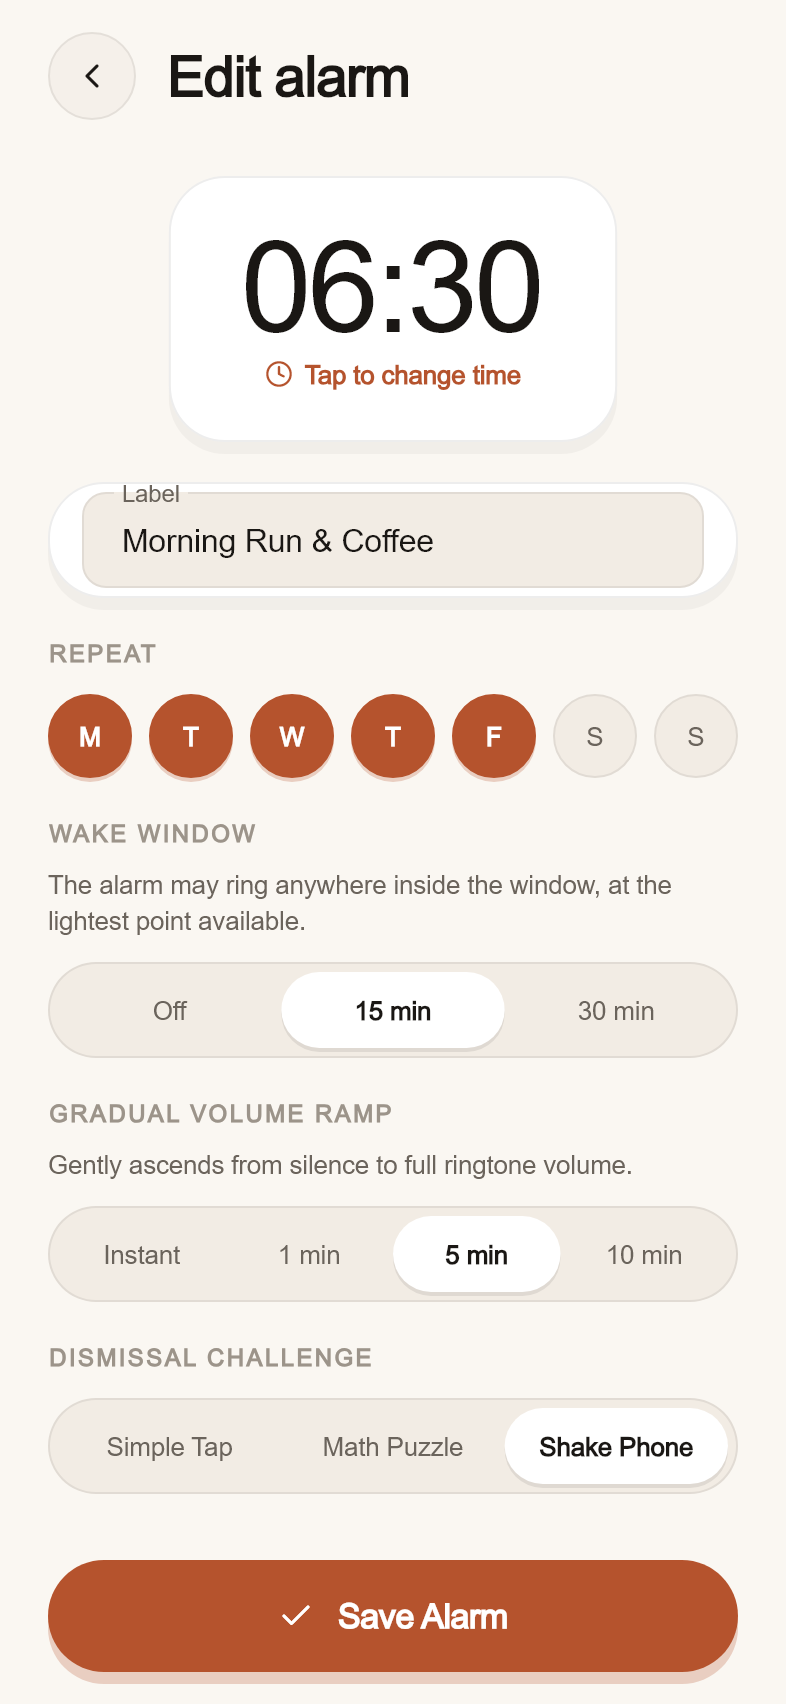 Edit alarm
06:30
Tap to change time
Label
Morning Run & Coffee
REPEAT
M T W T F S S
WAKE WINDOW
The alarm may ring anywhere inside the window, at the
lightest point available.
Off 15 min 30 min
GRADUAL VOLUME RAMP
Gently ascends from silence to full ringtone volume.
Instant 1 min 5 min 10 min
DISMISSAL CHALLENGE
Simple Tap Math Puzzle Shake Phone
Save Alarm